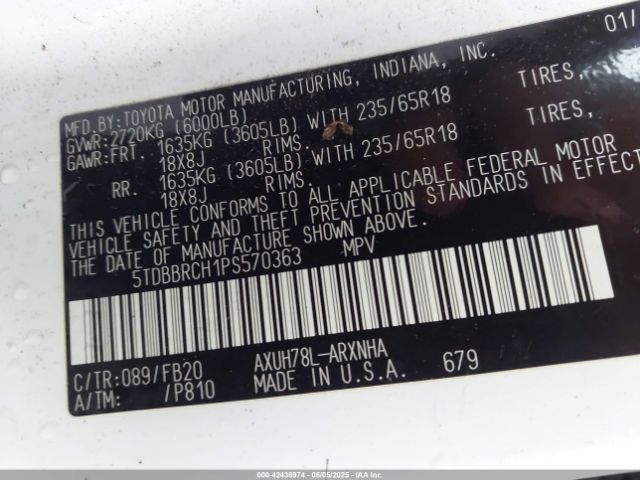 MFD.BY:TOYOTA MOTOR MANUFACTURING, INDIANA, INC. 01/
GVWR:2720KG (6000LB)
GAWR:FRT. 1635KG (3605LB) WITH 235/65R18 TIRES,
18X8J RIMS.
RR. 1635KG (3605LB) WITH 235/65R18 TIRES,
18X8J RIMS.
THIS VEHICLE CONFORMS TO ALL APPLICABLE FEDERAL MOTOR
VEHICLE SAFETY AND THEFT PREVENTION STANDARDS IN EFFECT
THE DATE OF MANUFACTURE SHOWN ABOVE.
5TDBBRCH1PS570363 MPV
C/TR:089/FB20 AXUH78L-ARXNHA
A/TM: /P810 MADE IN U.S.A. 679
000-42436974 / 06/05/2025 - IAAI.COM